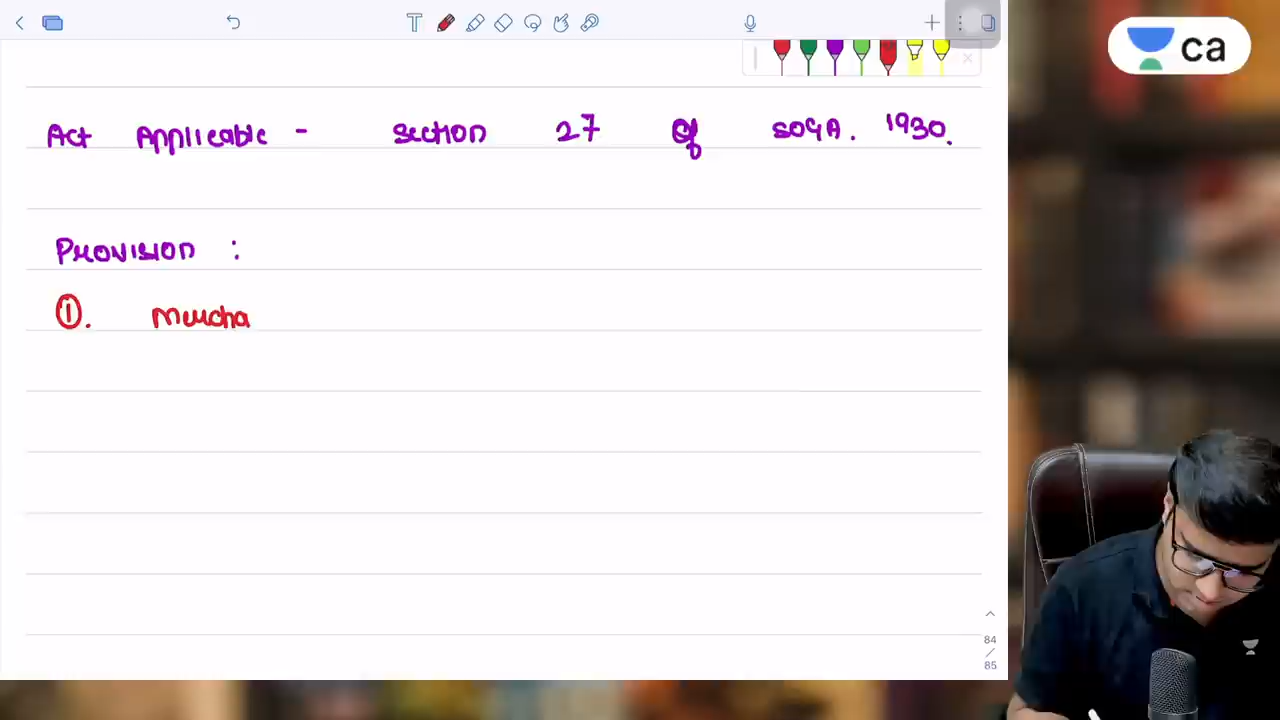 ca
Act Applicable - Section 27 of SOGA. 1930.
Provision :
①. Mercha
84
/
85